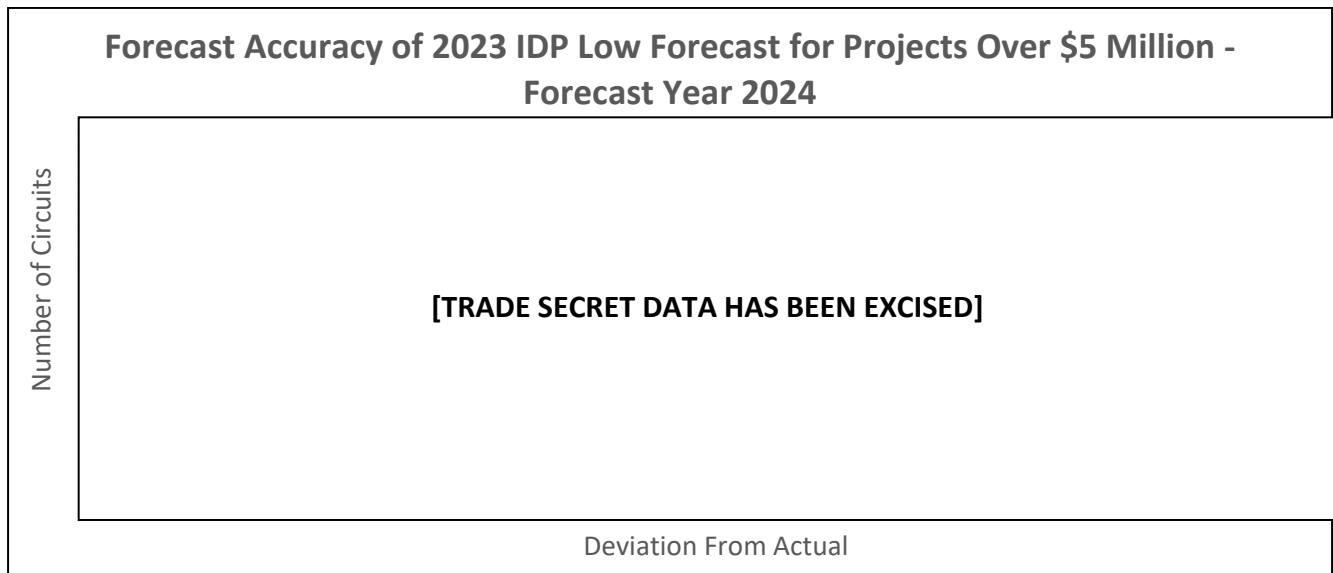 Forecast Accuracy of 2023 IDP Low Forecast for Projects Over $5 Million -
Forecast Year 2024
Number of Circuits
[TRADE SECRET DATA HAS BEEN EXCISED]
Deviation From Actual